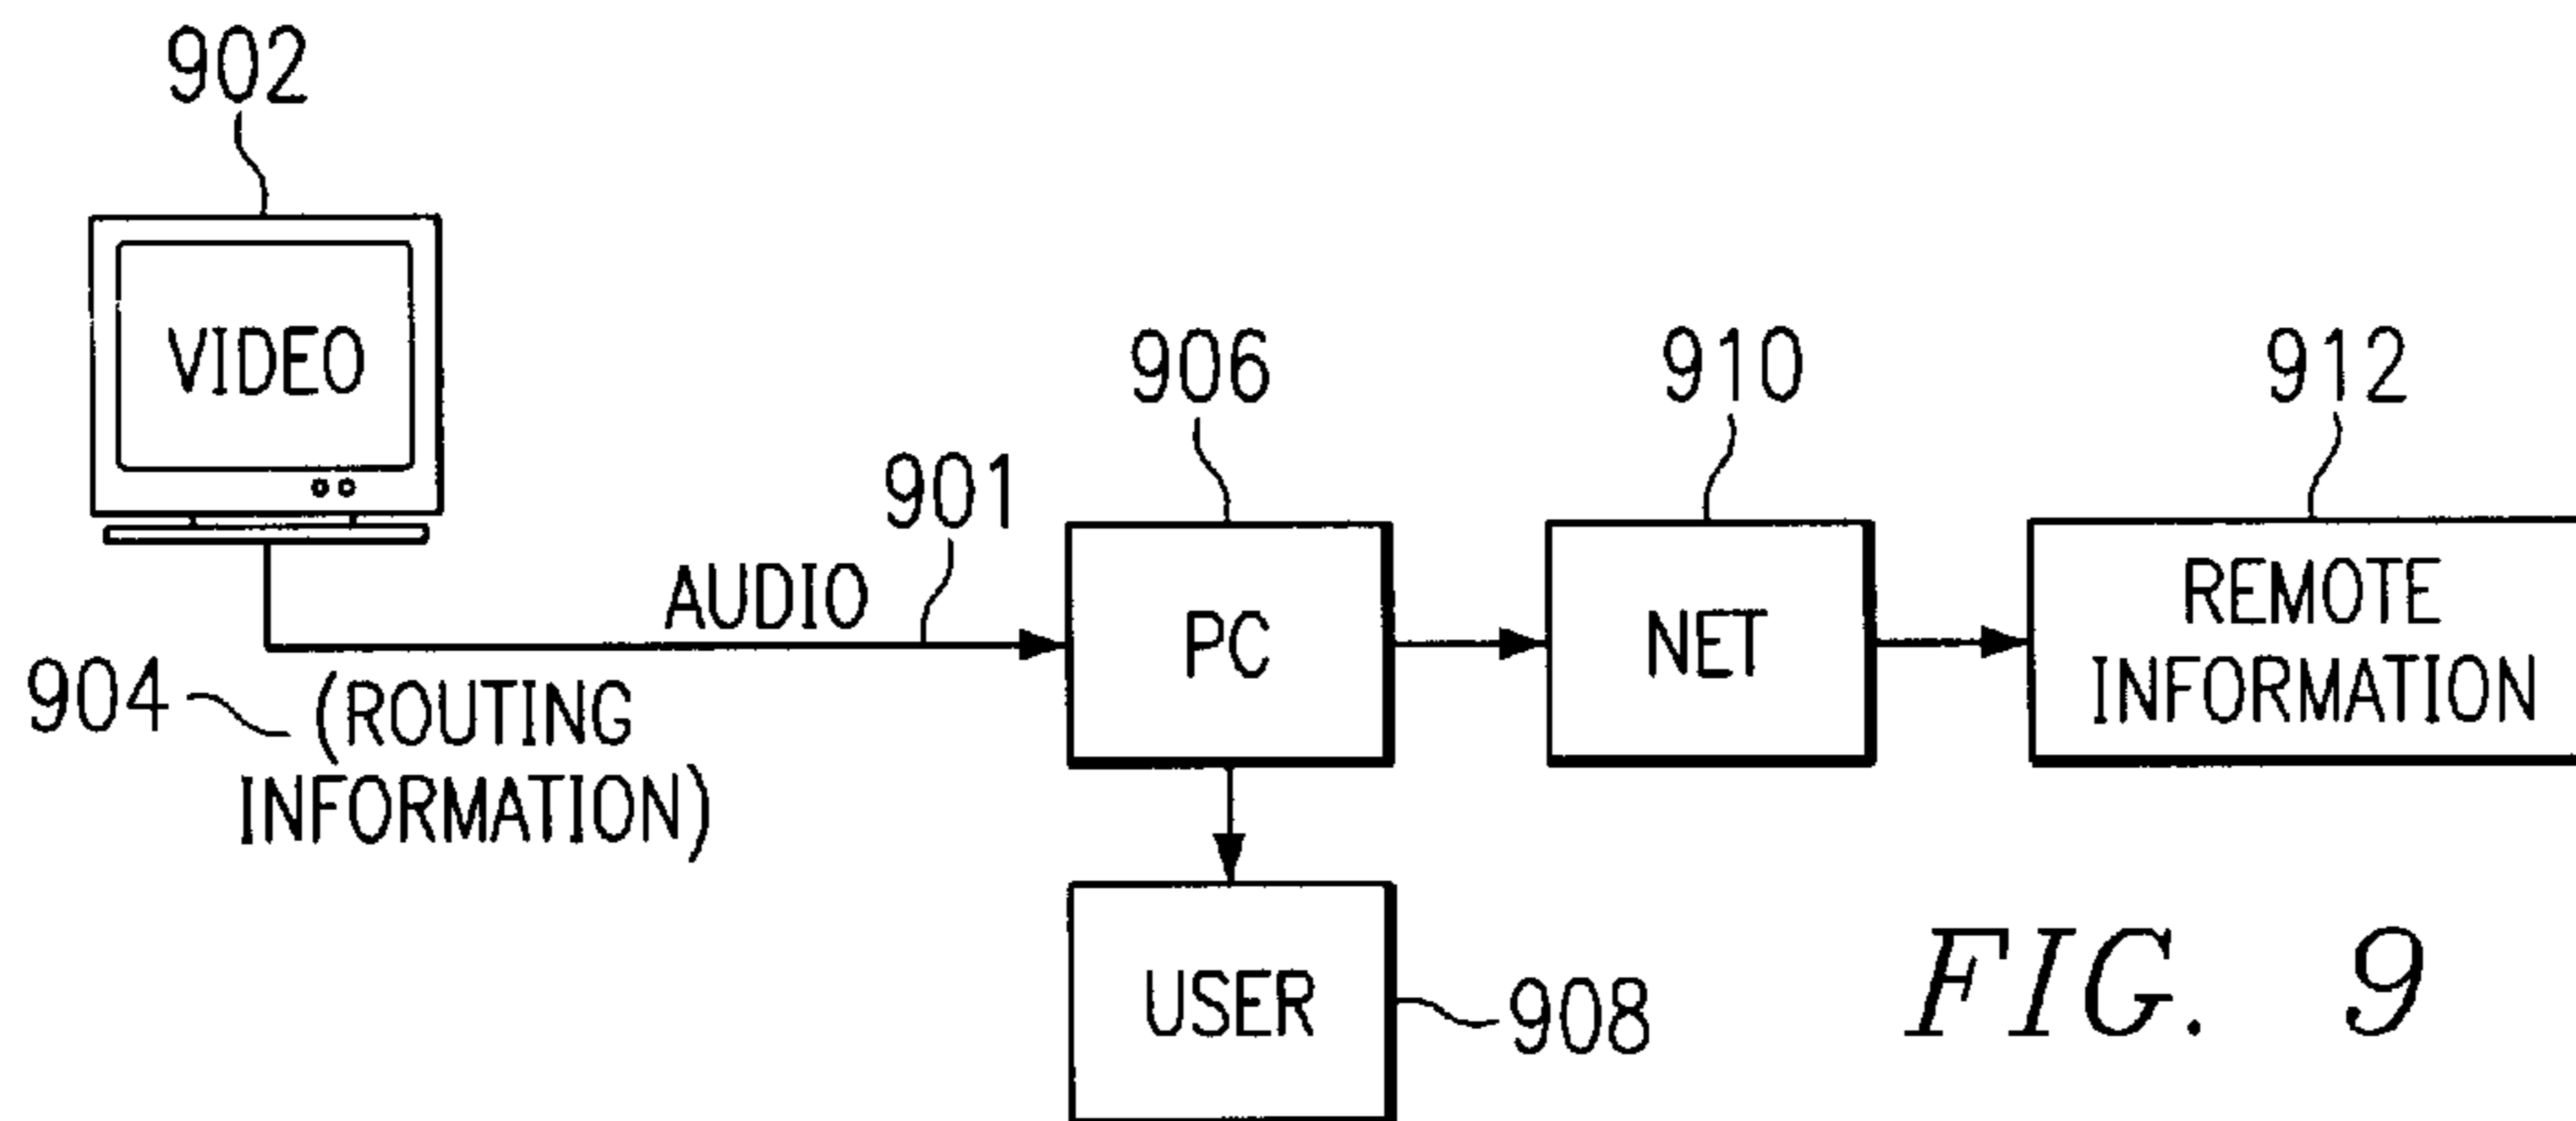 902
VIDEO
906
910
912
901
AUDIO
PC
NET
REMOTE
INFORMATION
904
(ROUTING
INFORMATION)
USER
908
FIG. 9